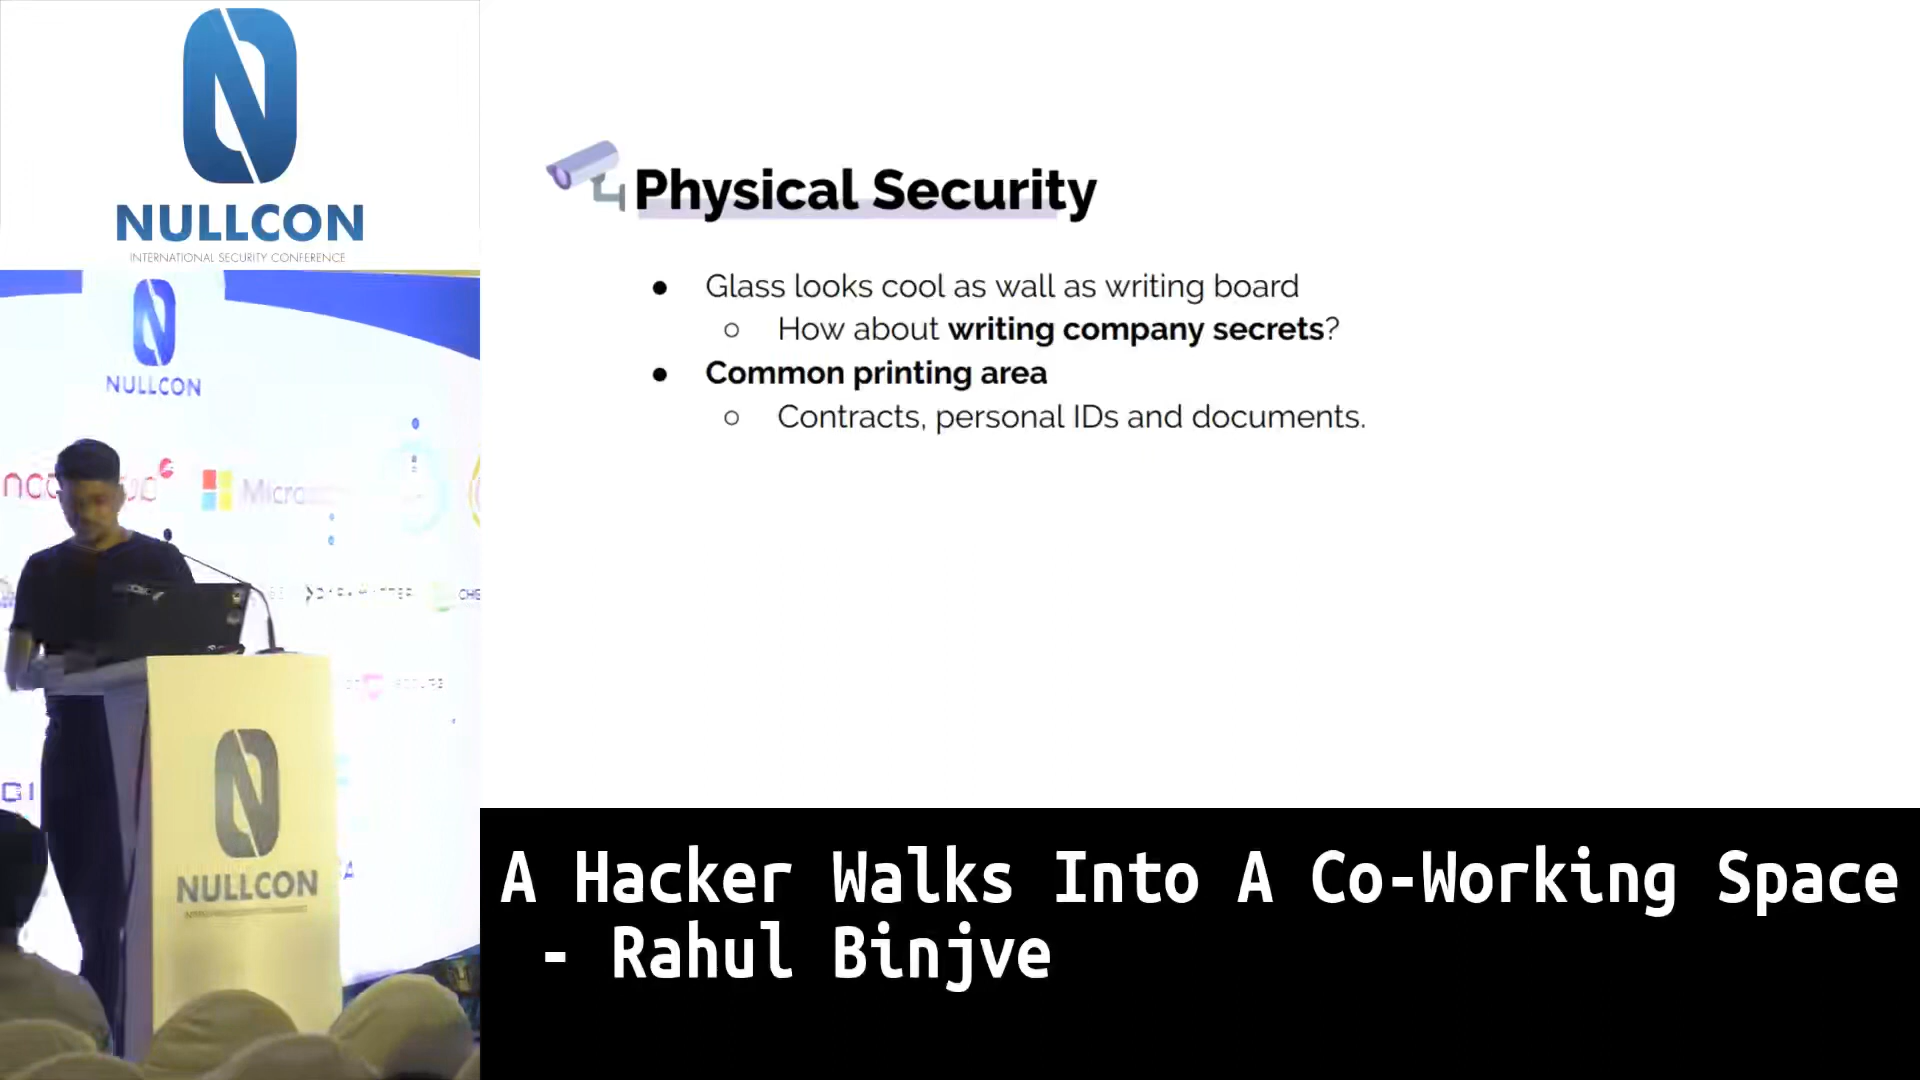 NULLCON
INTERNATIONAL SECURITY CONFERENCE
Physical Security
● Glass looks cool as wall as writing board
○ How about writing company secrets?
● Common printing area
○ Contracts, personal IDs and documents.
NULLCON
NULLCON
A Hacker Walks Into A Co-Working Space
- Rahul Binjve